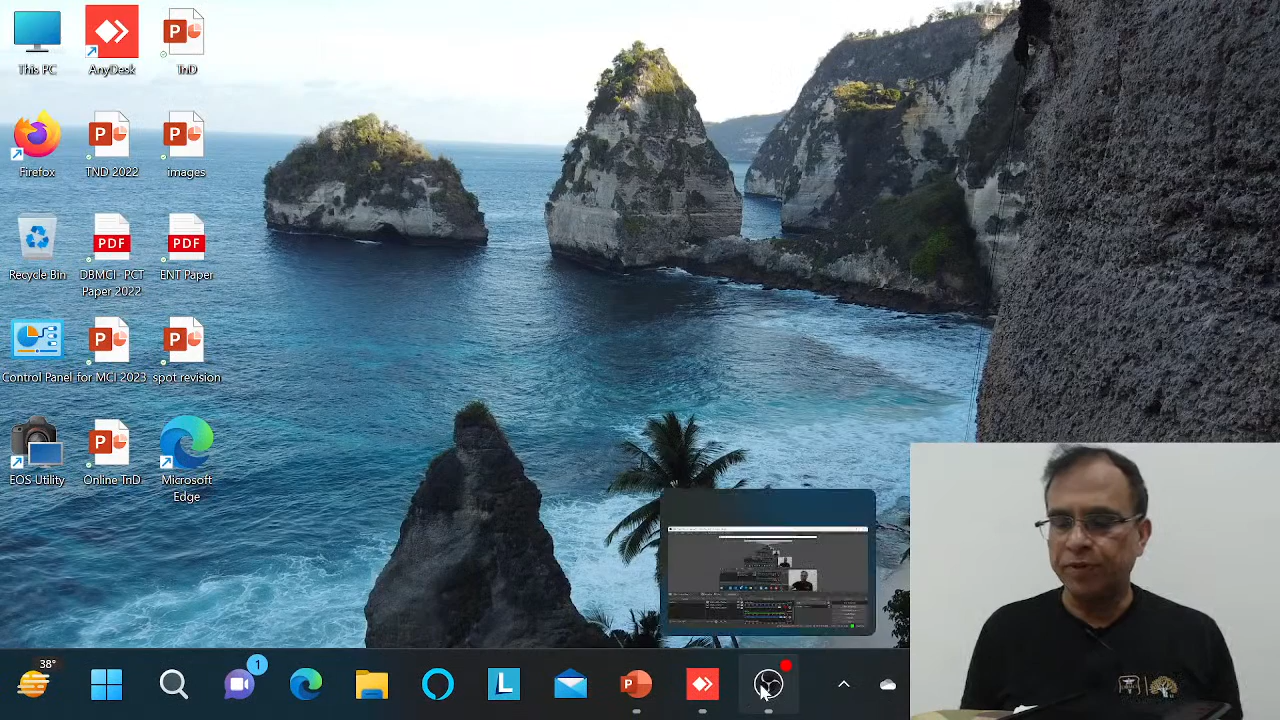 This PC
AnyDesk
TnD
Firefox
TND 2022
images
Recycle Bin
DBMCI- PCT
Paper 2022
ENT Paper
Control Panel
for MCI 2023
spot revision
EOS Utility
Online TnD
Microsoft
Edge
PDF
PDF
38°
1
L